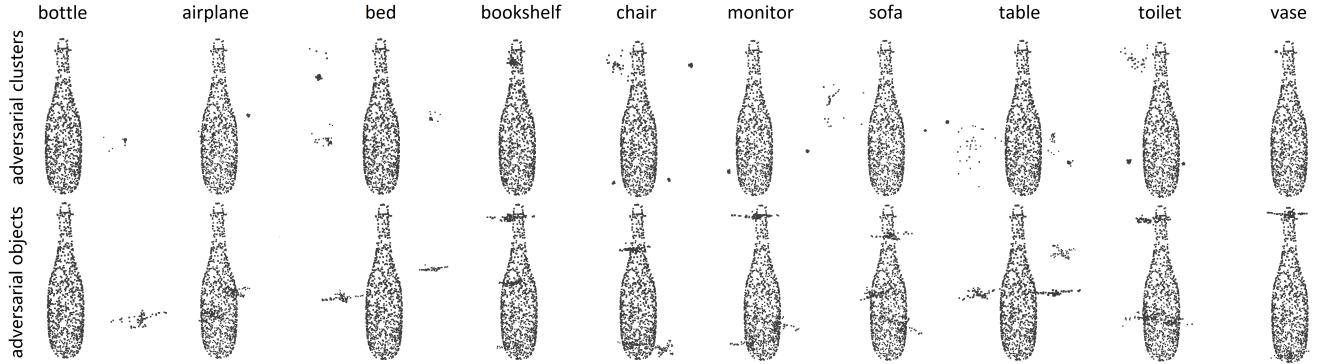 bottle airplane bed bookshelf chair monitor sofa table toilet vase
adversarial clusters
adversarial objects